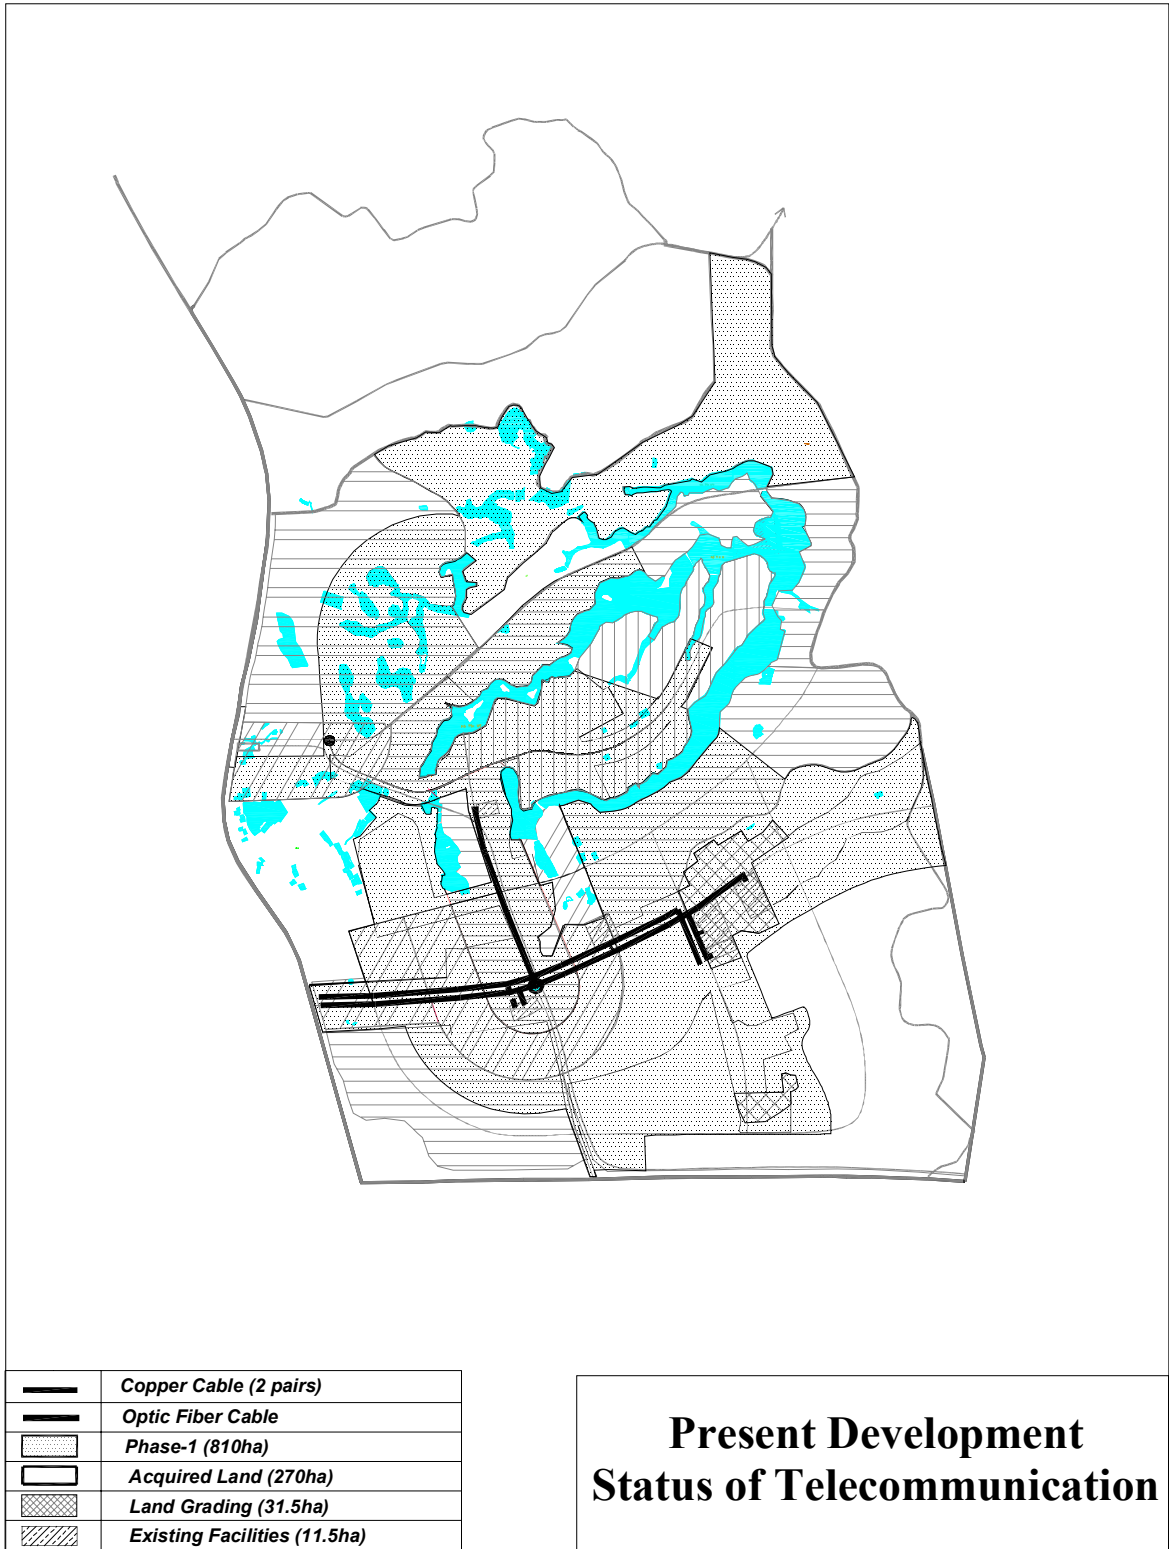 Copper Cable (2 pairs)
Optic Fiber Cable
Phase-1 (810ha)
Acquired Land (270ha)
Land Grading (31.5ha)
Existing Facilities (11.5ha)
Present Development
Status of Telecommunication